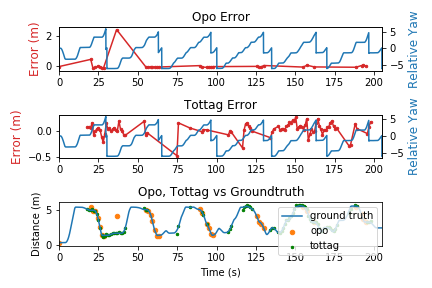 Opo Error
Error (m)
2
0
5
0
−5
Relative Yaw
0 25 50 75 100 125 150 175 200
Tottag Error
Error (m)
0.0
−0.5
5
0
−5
Relative Yaw
0 25 50 75 100 125 150 175 200
Opo, Tottag vs Groundtruth
Distance (m)
5
0
ground truth
opo
tottag
0 25 50 75 100 125 150 175 200
Time (s)